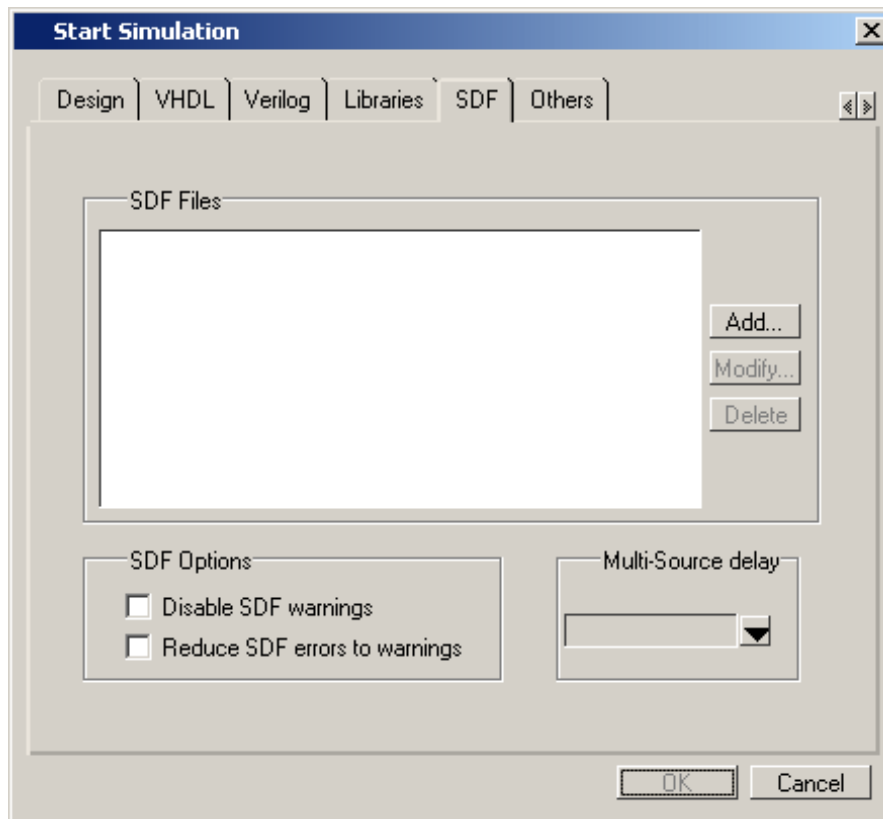 Start Simulation
Design VHDL Verilog Libraries SDF Others
SDF Files
Add...
Modify...
Delete
SDF Options
Multi-Source delay
Disable SDF warnings
Reduce SDF errors to warnings
OK Cancel